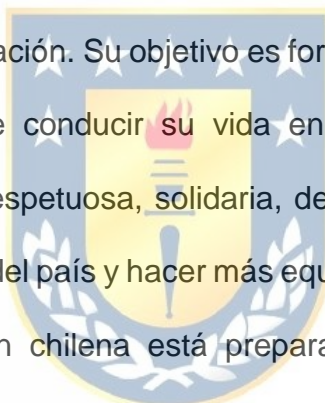 ación. Su objetivo es for
e conducir su vida en
espetuosa, solidaria, de
del país y hacer más equ
n chilena está prepara